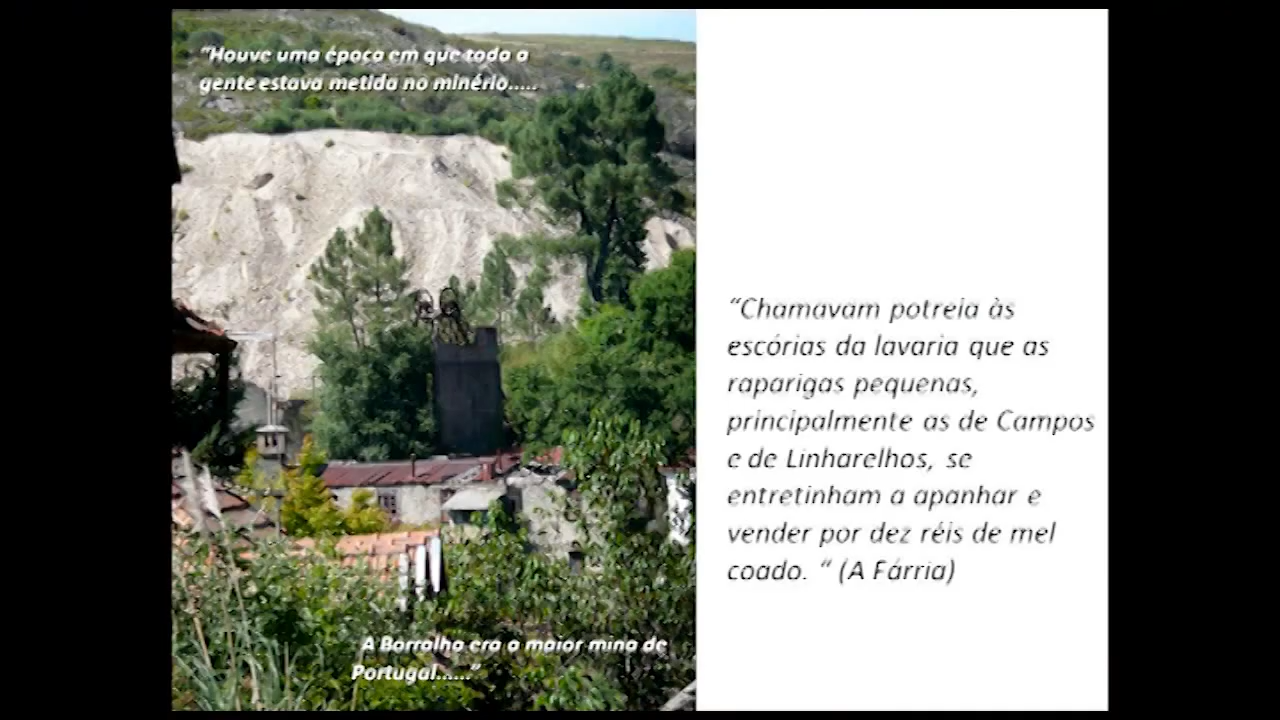 "Houve uma época em que toda a
gente estava metida no minério.....
A Borralha era a maior mina de
Portugal......"
"Chamavam potreia às
escórias da lavaria que as
raparigas pequenas,
principalmente as de Campos
e de Linharelhos, se
entretinham a apanhar e
vender por dez réis de mel
coado. " (A Fárria)